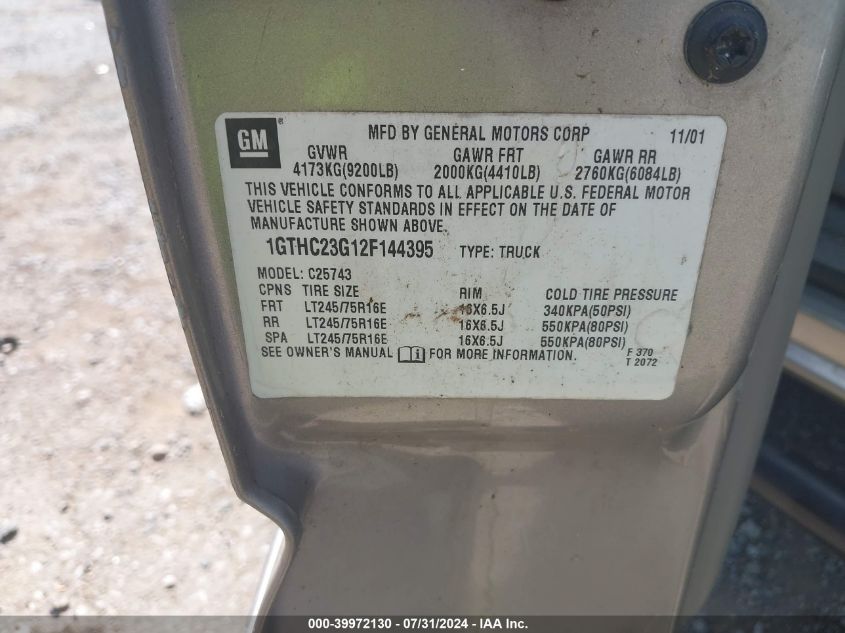 GM ® MFD BY GENERAL MOTORS CORP 11/01
GVWR GAWR FRT GAWR RR
4173KG(9200LB) 2000KG(4410LB) 2760KG(6084LB)
THIS VEHICLE CONFORMS TO ALL APPLICABLE U.S. FEDERAL MOTOR
VEHICLE SAFETY STANDARDS IN EFFECT ON THE DATE OF
MANUFACTURE SHOWN ABOVE.
1GTHC23G12F144395 TYPE: TRUCK
MODEL: C25743
CPNS TIRE SIZE RIM COLD TIRE PRESSURE
FRT LT245/75R16E 16X6.5J 340KPA(50PSI)
RR LT245/75R16E 16X6.5J 550KPA(80PSI)
SPA LT245/75R16E 16X6.5J 550KPA(80PSI)
SEE OWNER'S MANUAL i FOR MORE INFORMATION. F 370
T 2072
000-39972130 - 07/31/2024 - IAA Inc.